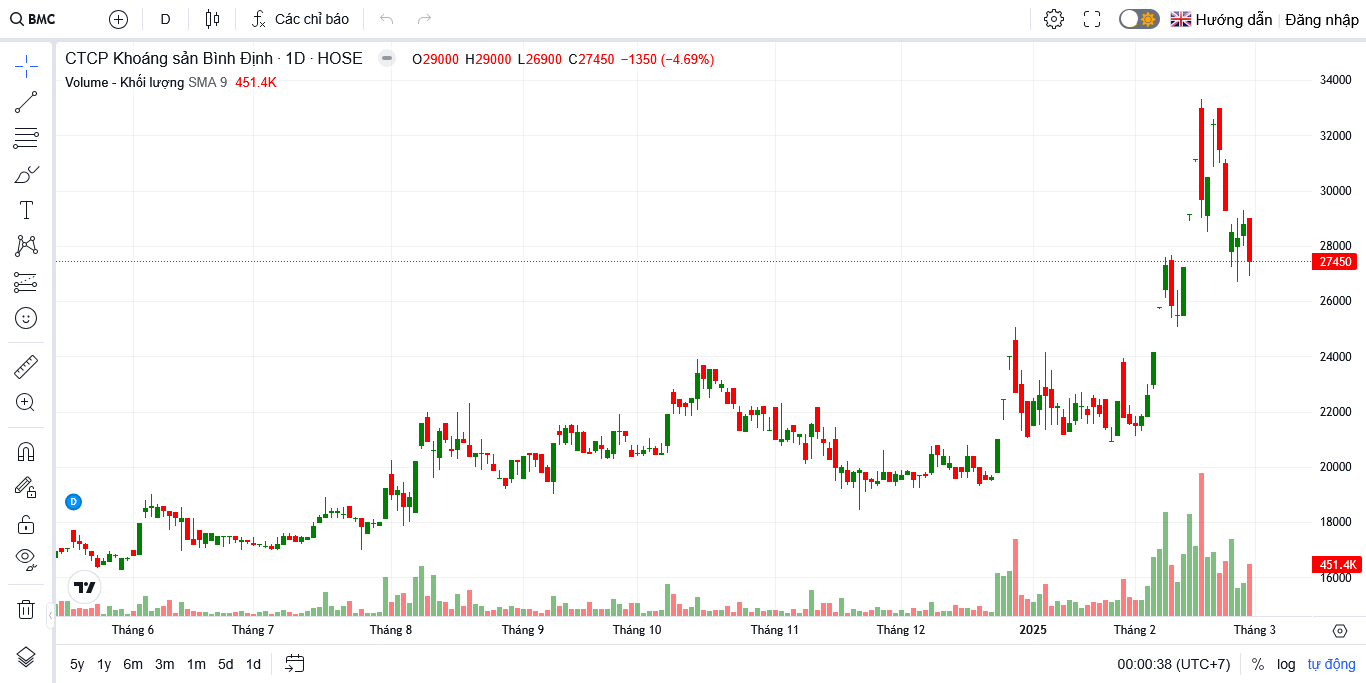 BMC D Các chỉ báo Hướng dẫn Đăng nhập
CTCP Khoáng sản Bình Định · 1D · HOSE O29000 H29000 L26900 C27450 −1350 (−4.69%)
Volume - Khối lượng SMA 9 451.4K
34000
32000
30000
28000
27450
26000
24000
22000
20000
18000
D
451.4K
16000
Tháng 6 Tháng 7 Tháng 8 Tháng 9 Tháng 10 Tháng 11 Tháng 12 2025 Tháng 2 Tháng 3
5y 1y 6m 3m 1m 5d 1d 00:00:38 (UTC+7) % log tự động